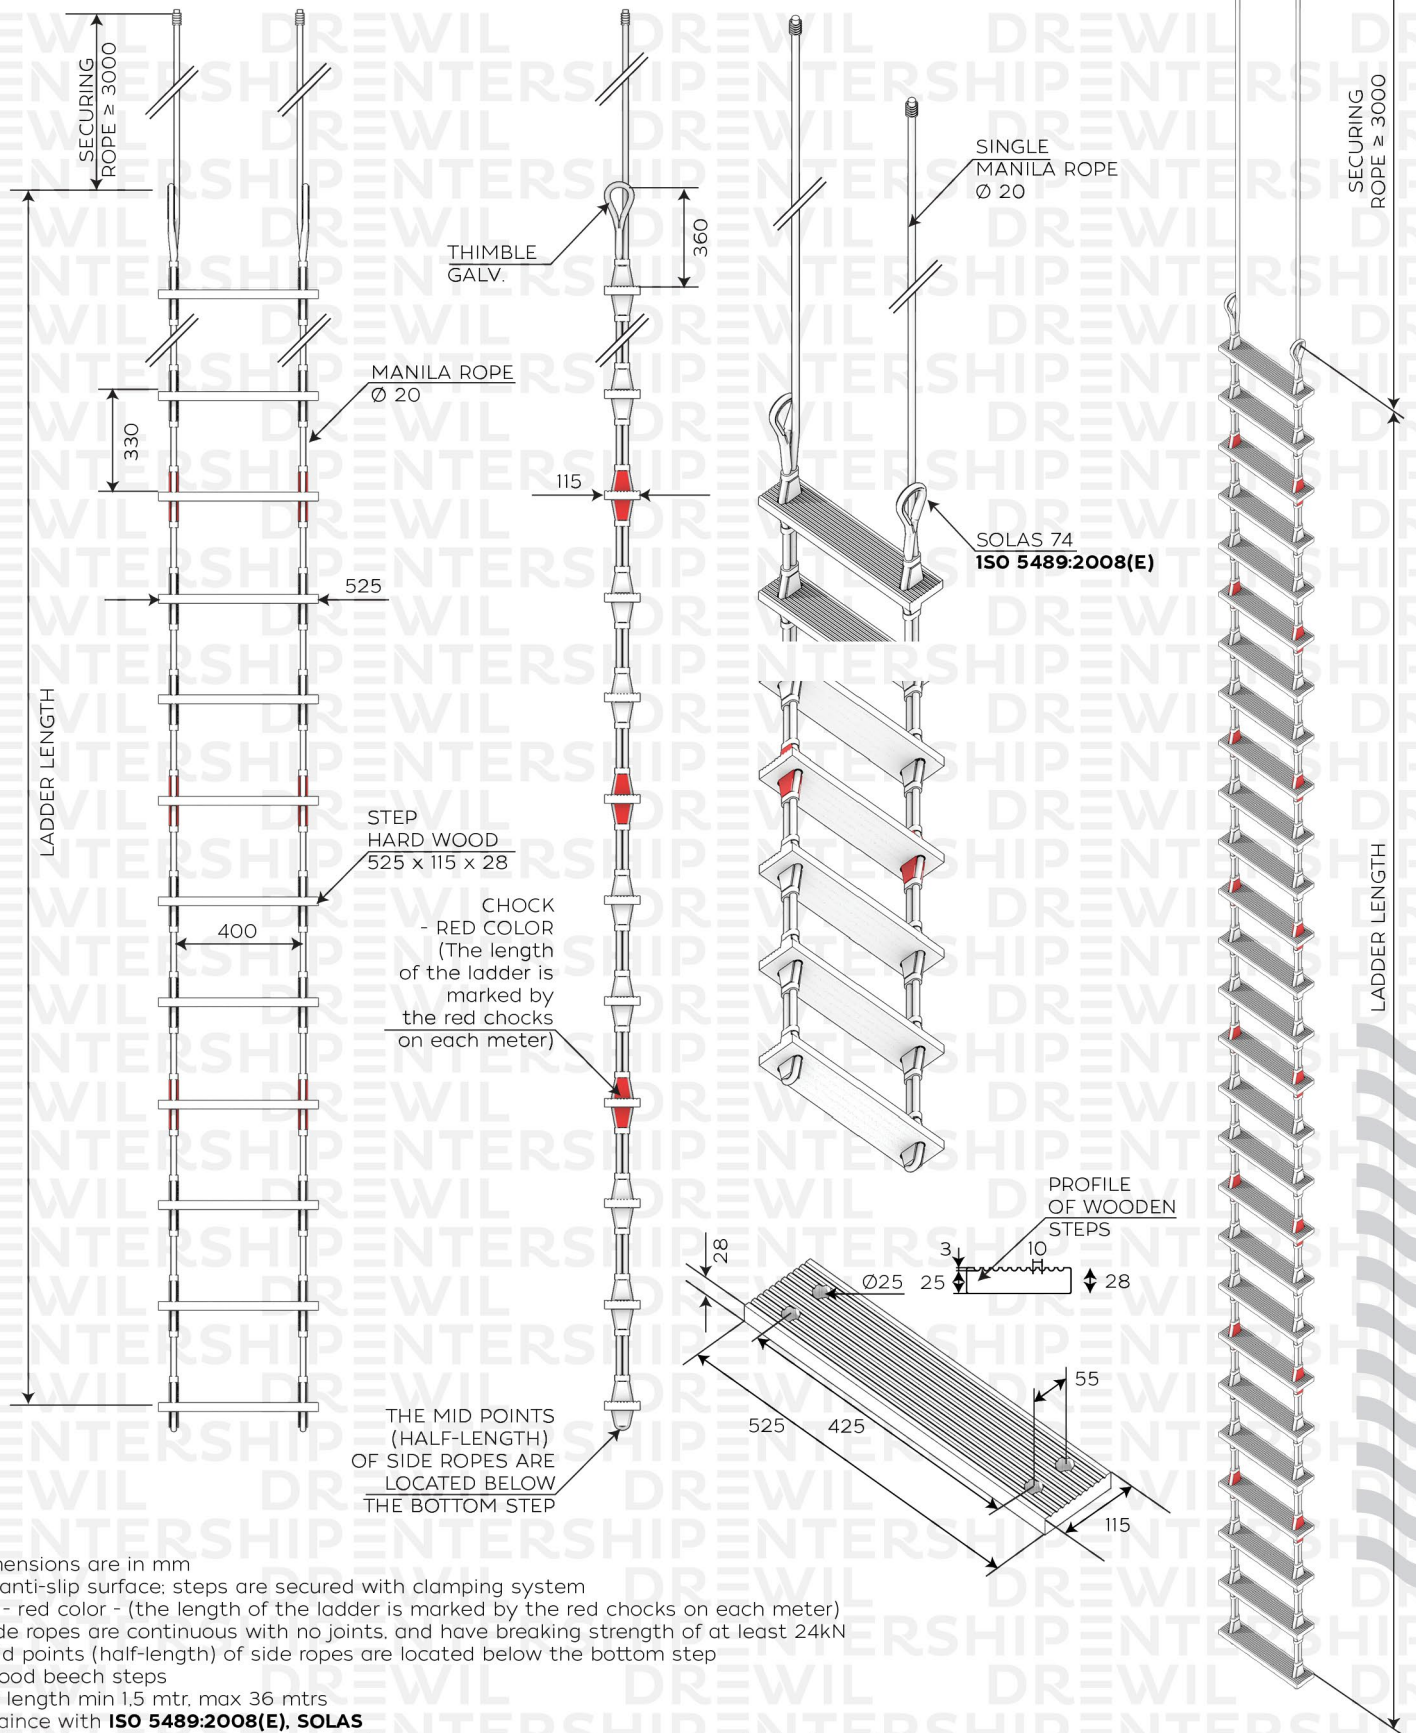 SECURING
ROPE ≥ 3000
LADDER LENGTH
330
MANILA ROPE
Ø 20
525
STEP
HARD WOOD
525 x 115 x 28
400
THIMBLE
GALV.
360
115
CHOCK
- RED COLOR
(The length
of the ladder is
marked by
the red chocks
on each meter)
THE MID POINTS
(HALF-LENGTH)
OF SIDE ROPES ARE
LOCATED BELOW
THE BOTTOM STEP
SINGLE
MANILA ROPE
Ø 20
SOLAS 74
ISO 5489:2008(E)
PROFILE
OF WOODEN
STEPS
3
10
25
28
28
Ø25
55
525
425
115
SECURING
ROPE ≥ 3000
LADDER LENGTH
mensions are in mm
anti-slip surface; steps are secured with clamping system
- red color - (the length of the ladder is marked by the red chocks on each meter)
de ropes are continuous with no joints, and have breaking strength of at least 24kN
d points (half-length) of side ropes are located below the bottom step
ood beech steps
length min 1,5 mtr, max 36 mtrs
aince with ISO 5489:2008(E), SOLAS
DREWIL
ENTERSHIP